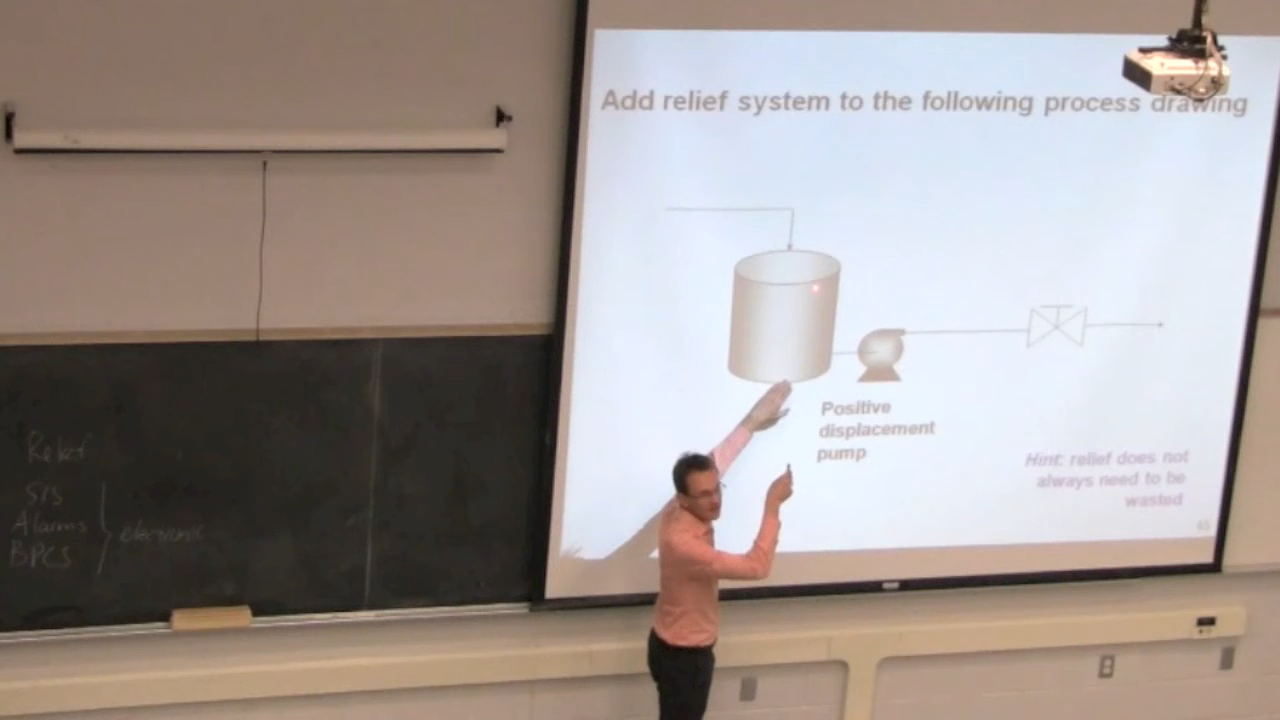 Add relief system to the following process drawing
Positive
displacement
pump
Hint: relief does not
always need to be
wasted
Relief
SIS
Alarms
BPCS
electronic